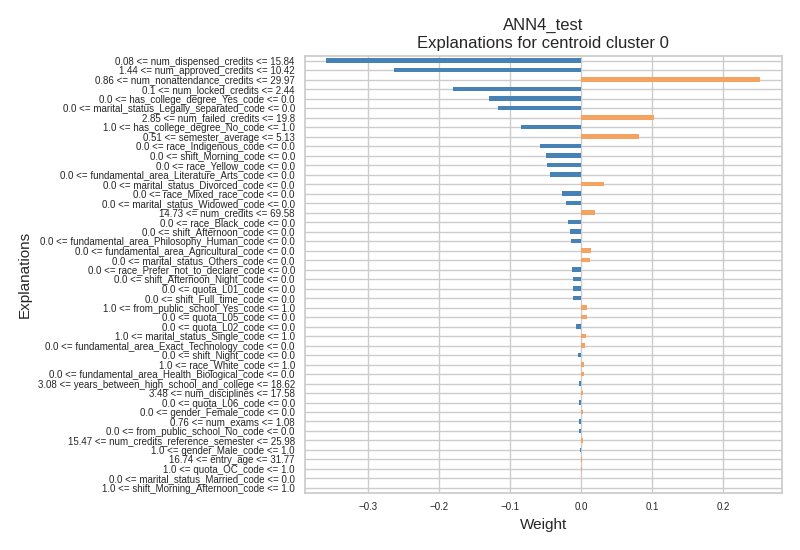 ANN4_test
Explanations for centroid cluster 0
0.08 <= num_dispensed_credits <= 15.84
1.44 <= num_approved_credits <= 10.42
0.86 <= num_nonattendance_credits <= 29.97
0.1 <= num_locked_credits <= 2.44
0.0 <= has_college_degree_Yes_code <= 0.0
0.0 <= marital_status_Legally_separated_code <= 0.0
2.85 <= num_failed_credits <= 19.8
1.0 <= has_college_degree_No_code <= 1.0
0.51 <= semester_average <= 5.13
0.0 <= race_Indigenous_code <= 0.0
0.0 <= shift_Morning_code <= 0.0
0.0 <= race_Yellow_code <= 0.0
0.0 <= fundamental_area_Literature_Arts_code <= 0.0
0.0 <= marital_status_Divorced_code <= 0.0
0.0 <= race_Mixed_race_code <= 0.0
0.0 <= marital_status_Widowed_code <= 0.0
14.73 <= num_credits <= 69.58
0.0 <= race_Black_code <= 0.0
0.0 <= shift_Afternoon_code <= 0.0
0.0 <= fundamental_area_Philosophy_Human_code <= 0.0
0.0 <= fundamental_area_Agricultural_code <= 0.0
0.0 <= marital_status_Others_code <= 0.0
0.0 <= race_Prefer_not_to_declare_code <= 0.0
0.0 <= shift_Afternoon_Night_code <= 0.0
0.0 <= quota_L01_code <= 0.0
0.0 <= shift_Full_time_code <= 0.0
1.0 <= from_public_school_Yes_code <= 1.0
0.0 <= quota_L05_code <= 0.0
0.0 <= quota_L02_code <= 0.0
1.0 <= marital_status_Single_code <= 1.0
0.0 <= fundamental_area_Exact_Technology_code <= 0.0
0.0 <= shift_Night_code <= 0.0
1.0 <= race_White_code <= 1.0
0.0 <= fundamental_area_Health_Biological_code <= 0.0
3.08 <= years_between_high_school_and_college <= 18.62
3.48 <= num_disciplines <= 17.58
0.0 <= quota_L06_code <= 0.0
0.0 <= gender_Female_code <= 0.0
0.76 <= num_exams <= 1.08
0.0 <= from_public_school_No_code <= 0.0
15.47 <= num_credits_reference_semester <= 25.98
1.0 <= gender_Male_code <= 1.0
16.74 <= entry_age <= 31.77
1.0 <= quota_OC_code <= 1.0
0.0 <= marital_status_Married_code <= 0.0
1.0 <= shift_Morning_Afternoon_code <= 1.0
Explanations
−0.3 −0.2 −0.1 0.0 0.1 0.2
Weight